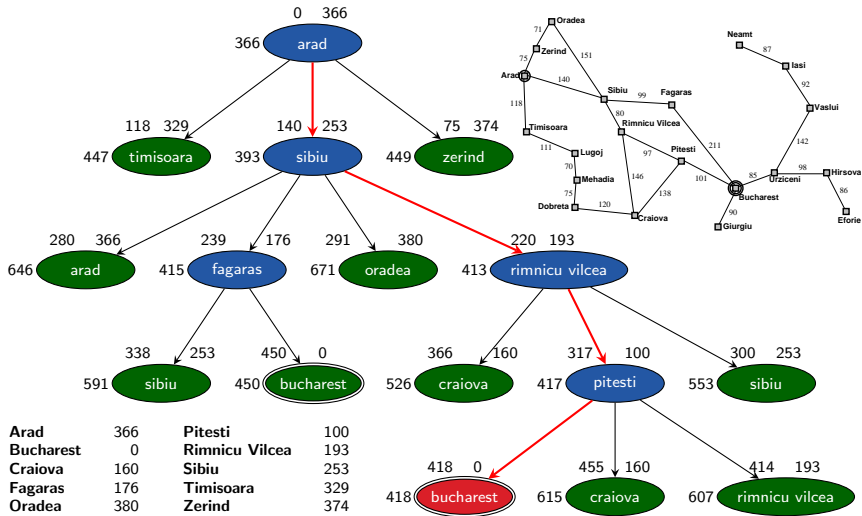 0 366
366 arad
118 329
447 timisoara
140 253
393 sibiu
75 374
449 zerind
280 366
646 arad
239 176
415 fagaras
291 380
671 oradea
220 193
413 rimnicu vilcea
338 253
591 sibiu
450 0
450 bucharest
366 160
526 craiova
317 100
417 pitesti
300 253
553 sibiu
418 0
418 bucharest
455 160
615 craiova
414 193
607 rimnicu vilcea
Arad 366 Pitesti 100
Bucharest 0 Rimnicu Vilcea 193
Craiova 160 Sibiu 253
Fagaras 176 Timisoara 329
Oradea 380 Zerind 374
Oradea
71
Zerind
75
151
Arad
140
118
Sibiu
99
Fagaras
80
Rimnicu Vilcea
Timisoara
111
Lugoj
70
Mehadia
75
Dobreta
120
146
97
Pitesti
211
138
101
Craiova
Neamt
87
Iasi
92
Vaslui
142
85
98
Hirsova
Urziceni
86
Bucharest
90
Giurgiu
Eforie